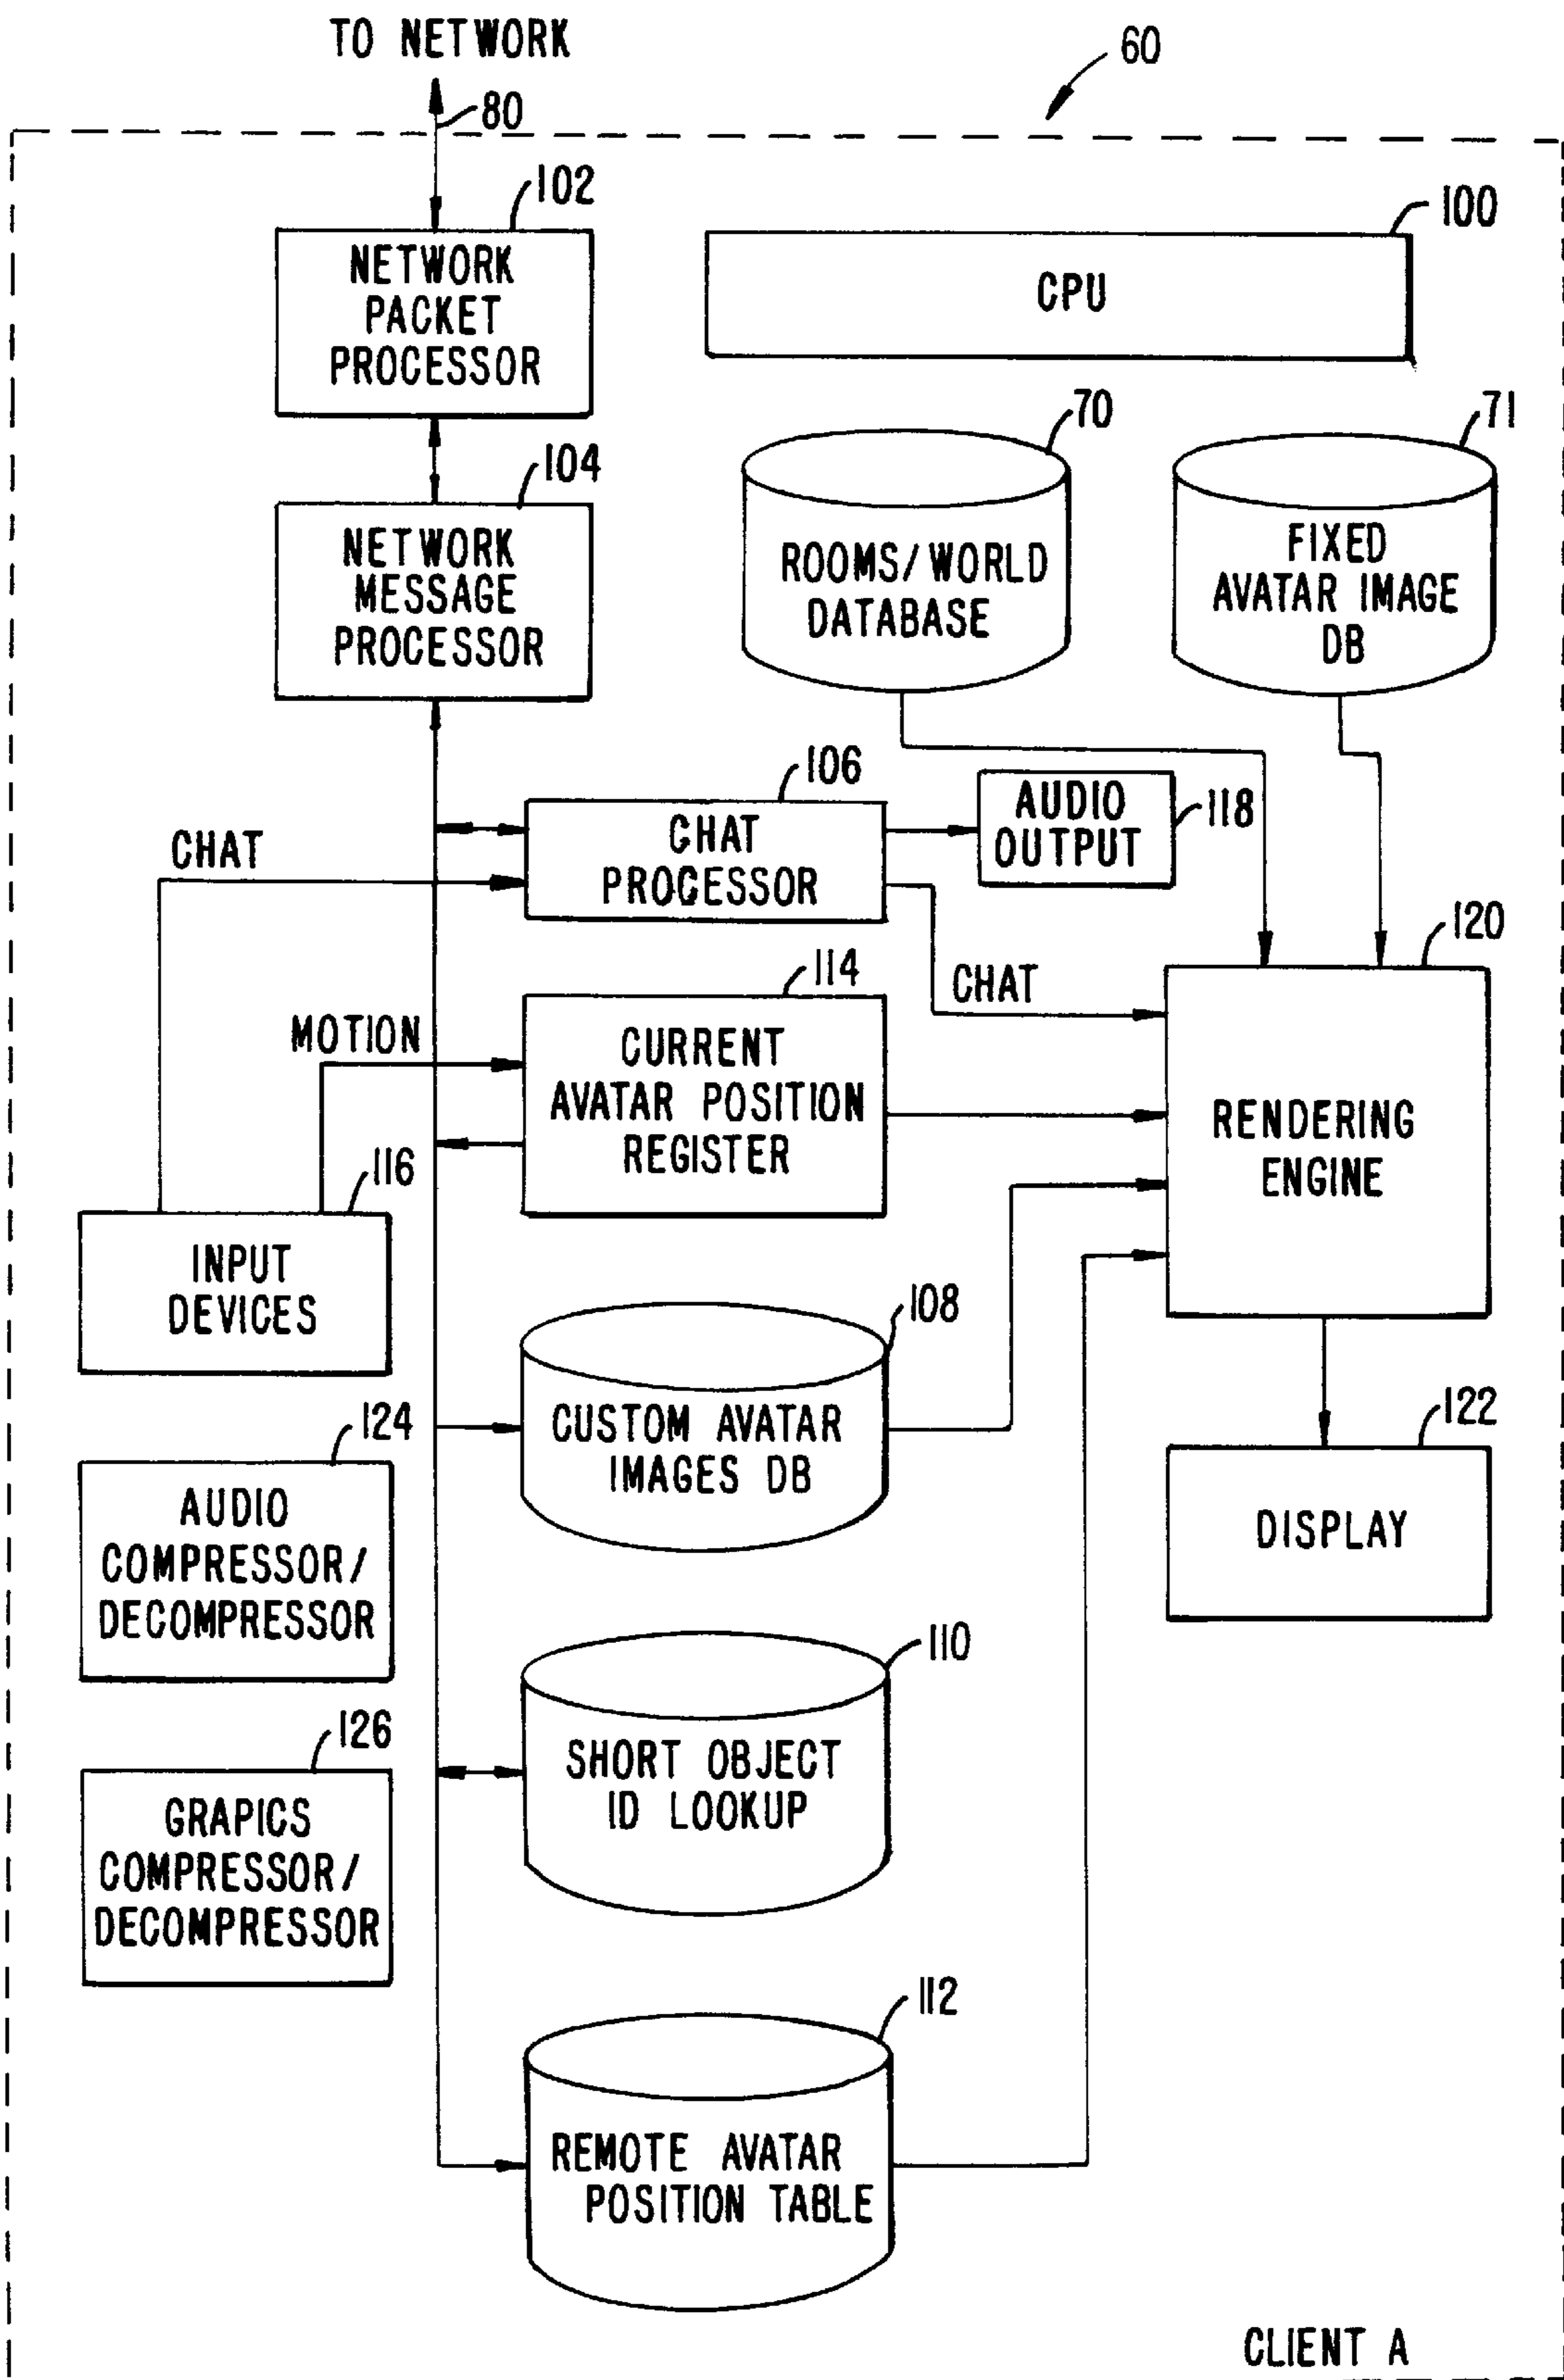 TO NETWORK
60
80
102
NETWORK
PACKET
PROCESSOR
100
CPU
70
71
104
NETWORK
MESSAGE
PROCESSOR
ROOMS/WORLD
DATABASE
FIXED
AVATAR IMAGE
DB
106
CHAT
PROCESSOR
AUDIO
OUTPUT
118
CHAT
120
114
CHAT
MOTION
CURRENT
AVATAR POSITION
REGISTER
RENDERING
ENGINE
116
INPUT
DEVICES
108
CUSTOM AVATAR
IMAGES DB
124
AUDIO
COMPRESSOR/
DECOMPRESSOR
122
DISPLAY
110
SHORT OBJECT
ID LOOKUP
126
GRAPICS
COMPRESSOR/
DECOMPRESSOR
112
REMOTE AVATAR
POSITION TABLE
CLIENT A